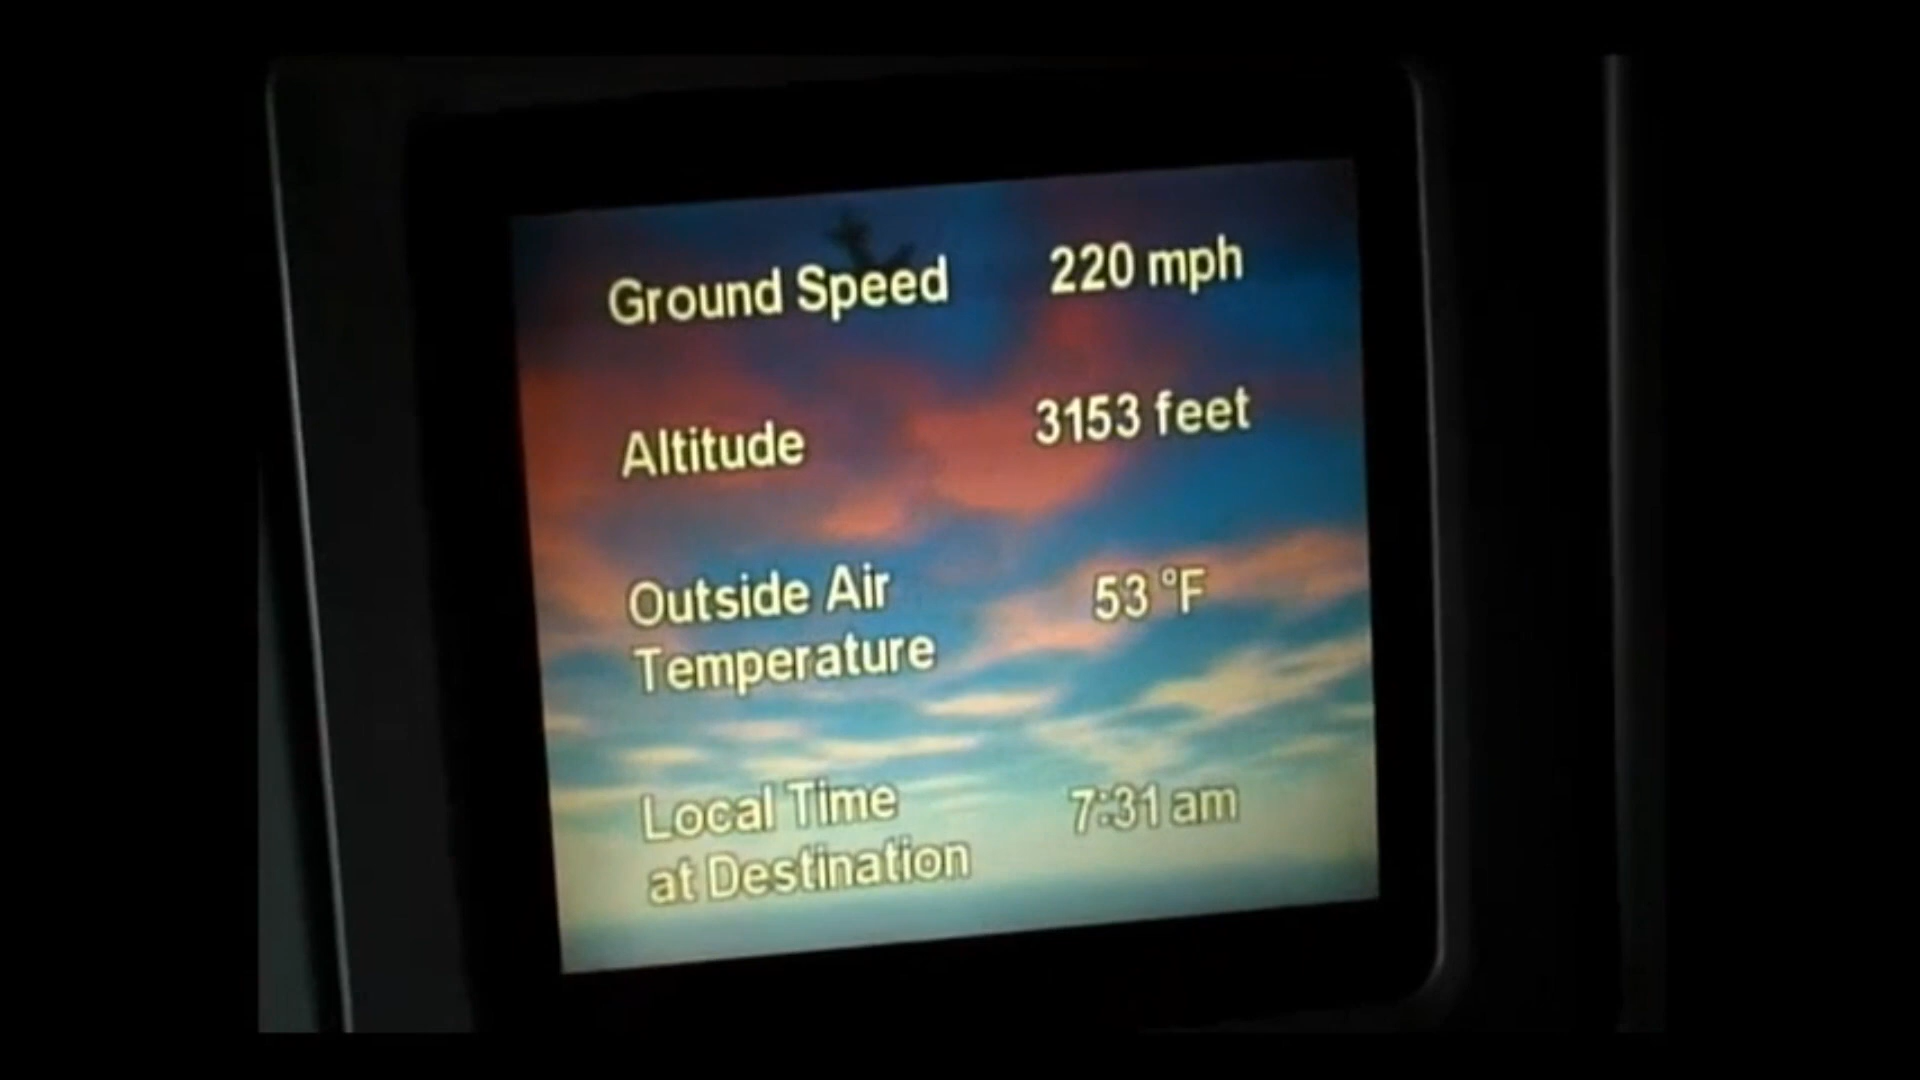 Ground Speed 220 mph
Altitude 3153 feet
Outside Air
Temperature 53 °F
Local Time
at Destination 7:31 am